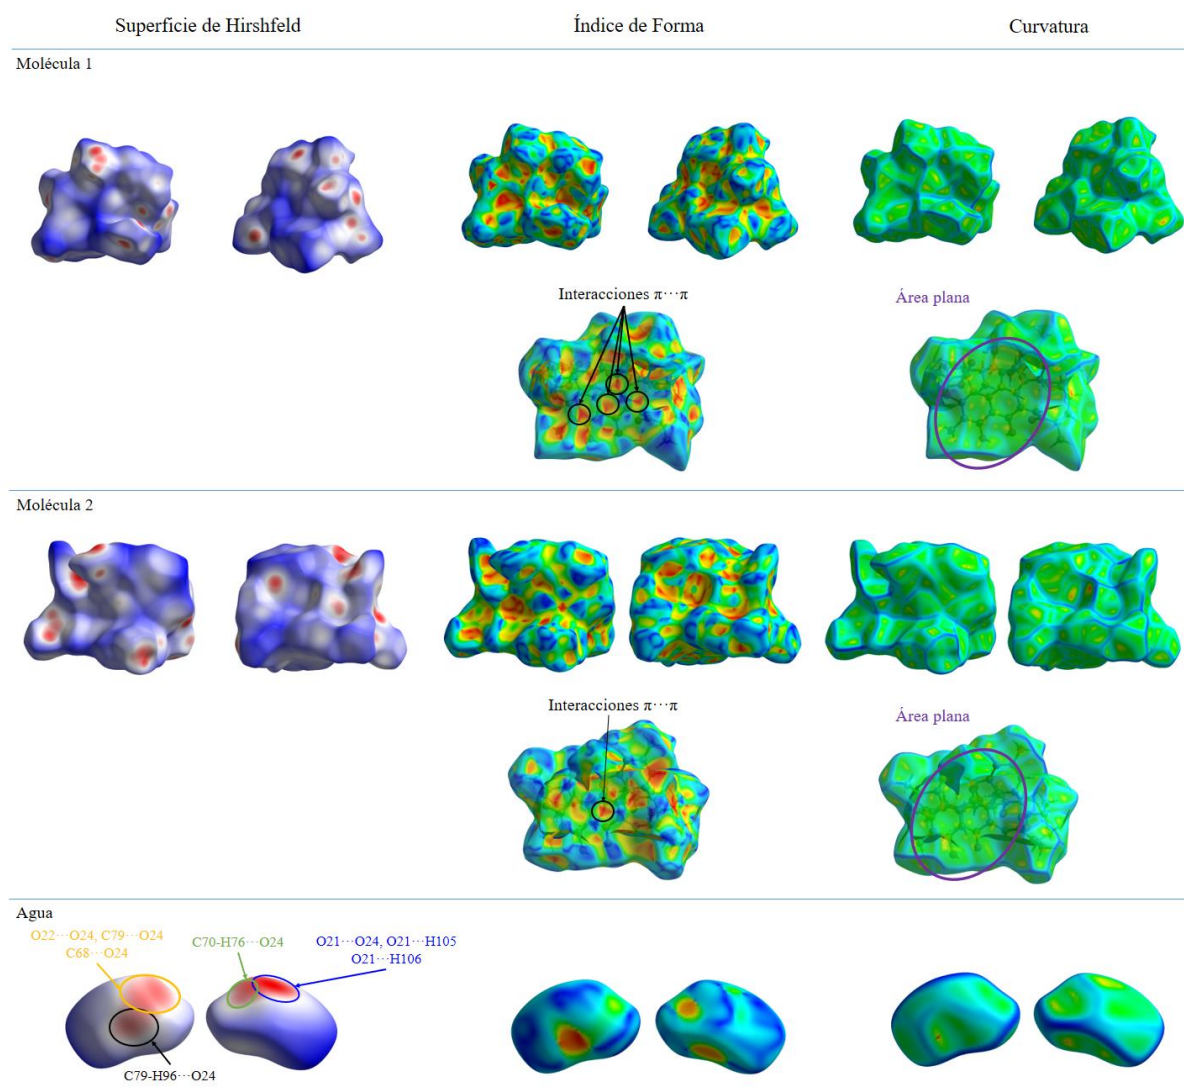 Superficie de Hirshfeld
Índice de Forma
Curvatura
Molécula 1
Interacciones π⋯π
Área plana
Molécula 2
Interacciones π⋯π
Área plana
Agua
O22⋯O24, C79⋯O24
C68⋯O24
C70-H76⋯O24
O21⋯O24, O21⋯H105
O21⋯H106
C79-H96⋯O24